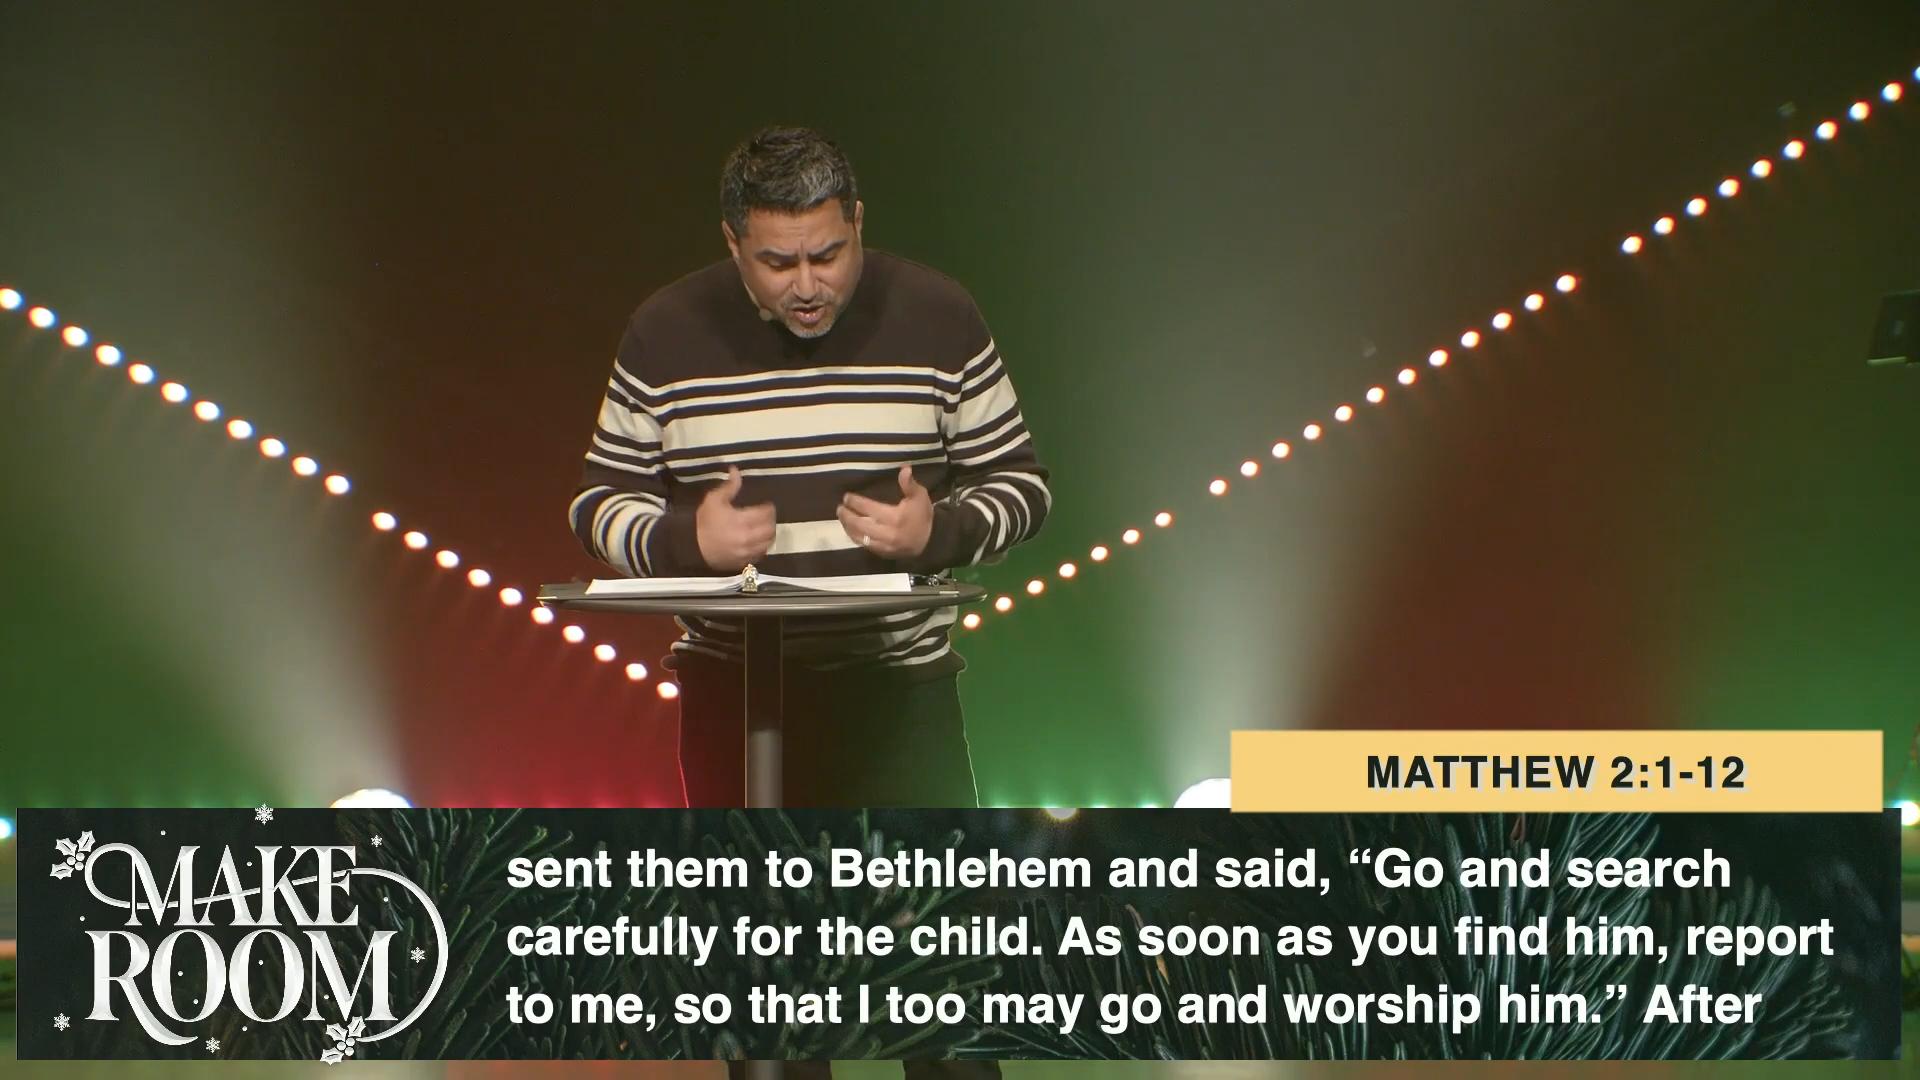 MATTHEW 2:1-12
MAKE
ROOM
sent them to Bethlehem and said, “Go and search
carefully for the child. As soon as you find him, report
to me, so that I too may go and worship him.” After